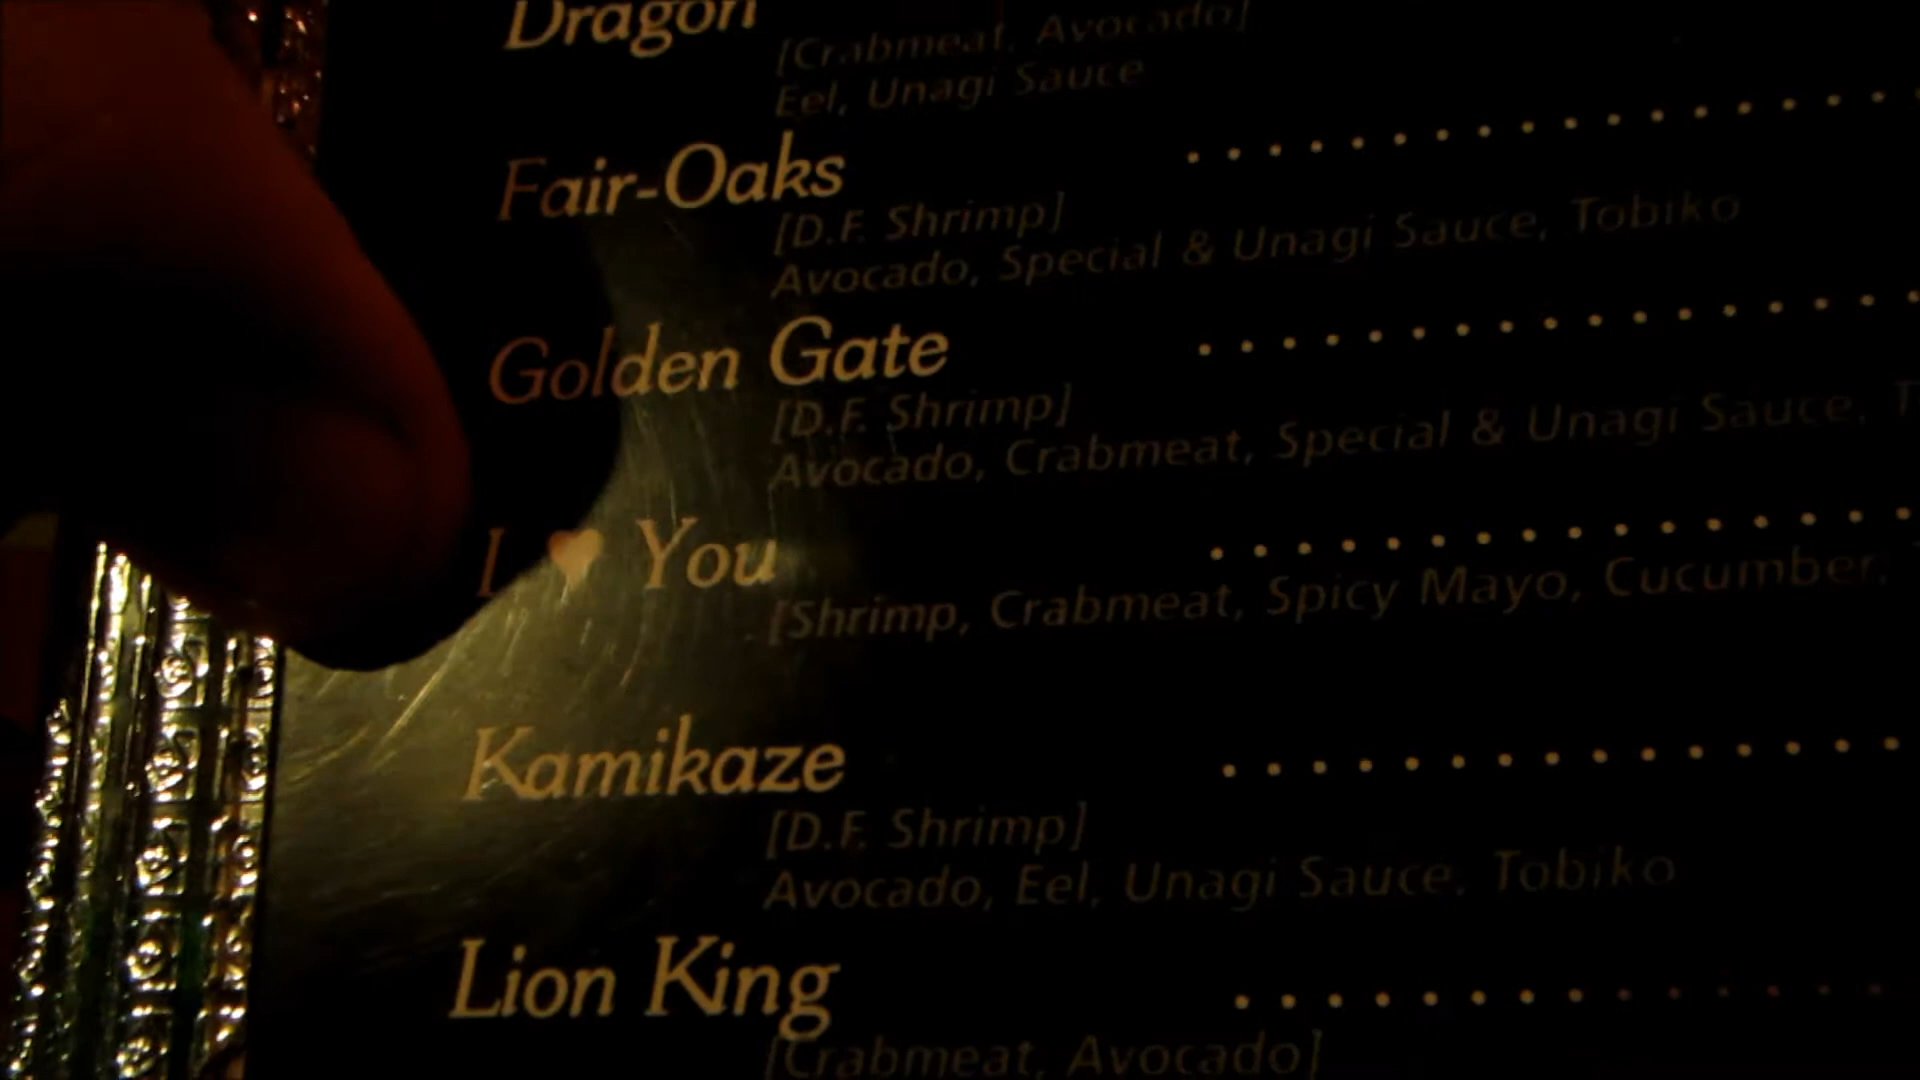 Dragon
[Crabmeat, Avocado]
Eel, Unagi Sauce
Fair-Oaks
[D.F. Shrimp]
Avocado, Special & Unagi Sauce, Tobiko
Golden Gate
[D.F. Shrimp]
Avocado, Crabmeat, Special & Unagi Sauce,
I ♥ You
[Shrimp, Crabmeat, Spicy Mayo, Cucumber,
Kamikaze
[D.F. Shrimp]
Avocado, Eel, Unagi Sauce, Tobiko
Lion King
[Crabmeat, Avocado]